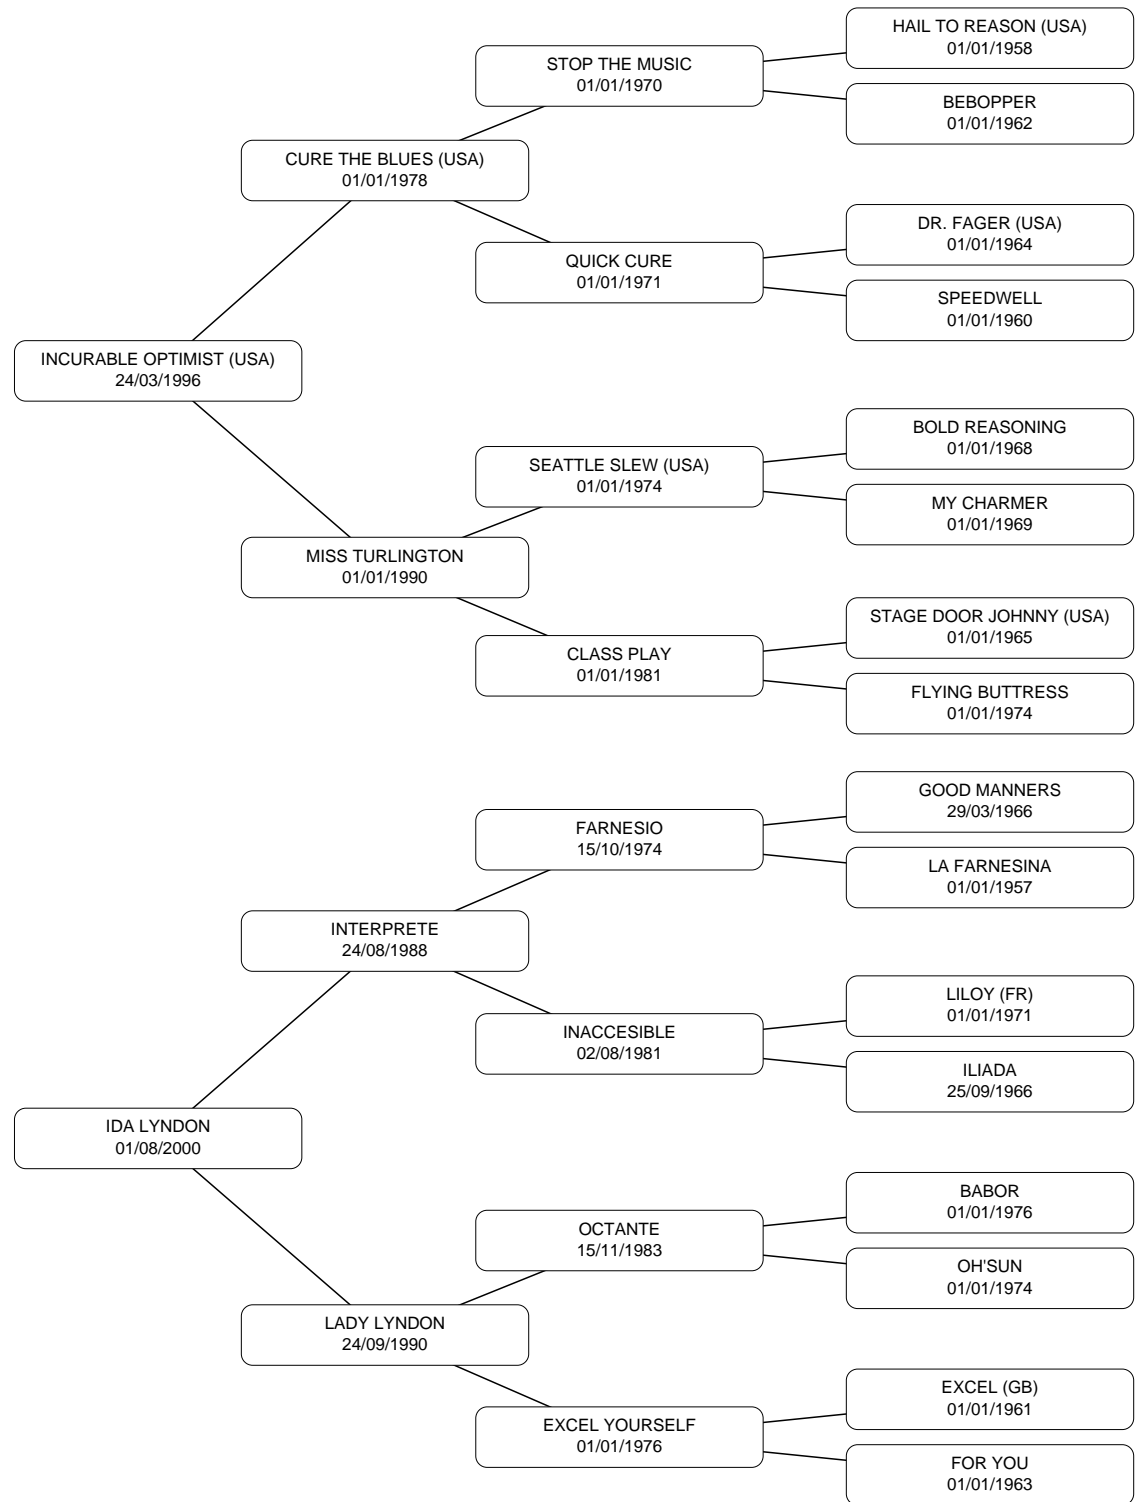 HAIL TO REASON (USA)
01/01/1958
STOP THE MUSIC
01/01/1970
BEBOPPER
01/01/1962
CURE THE BLUES (USA)
01/01/1978
DR. FAGER (USA)
01/01/1964
QUICK CURE
01/01/1971
SPEEDWELL
01/01/1960
INCURABLE OPTIMIST (USA)
24/03/1996
BOLD REASONING
01/01/1968
SEATTLE SLEW (USA)
01/01/1974
MY CHARMER
01/01/1969
MISS TURLINGTON
01/01/1990
STAGE DOOR JOHNNY (USA)
01/01/1965
CLASS PLAY
01/01/1981
FLYING BUTTRESS
01/01/1974
GOOD MANNERS
29/03/1966
FARNESIO
15/10/1974
LA FARNESINA
01/01/1957
INTERPRETE
24/08/1988
LILOY (FR)
01/01/1971
INACCESIBLE
02/08/1981
ILIADA
25/09/1966
IDA LYNDON
01/08/2000
BABOR
01/01/1976
OCTANTE
15/11/1983
OH'SUN
01/01/1974
LADY LYNDON
24/09/1990
EXCEL (GB)
01/01/1961
EXCEL YOURSELF
01/01/1976
FOR YOU
01/01/1963